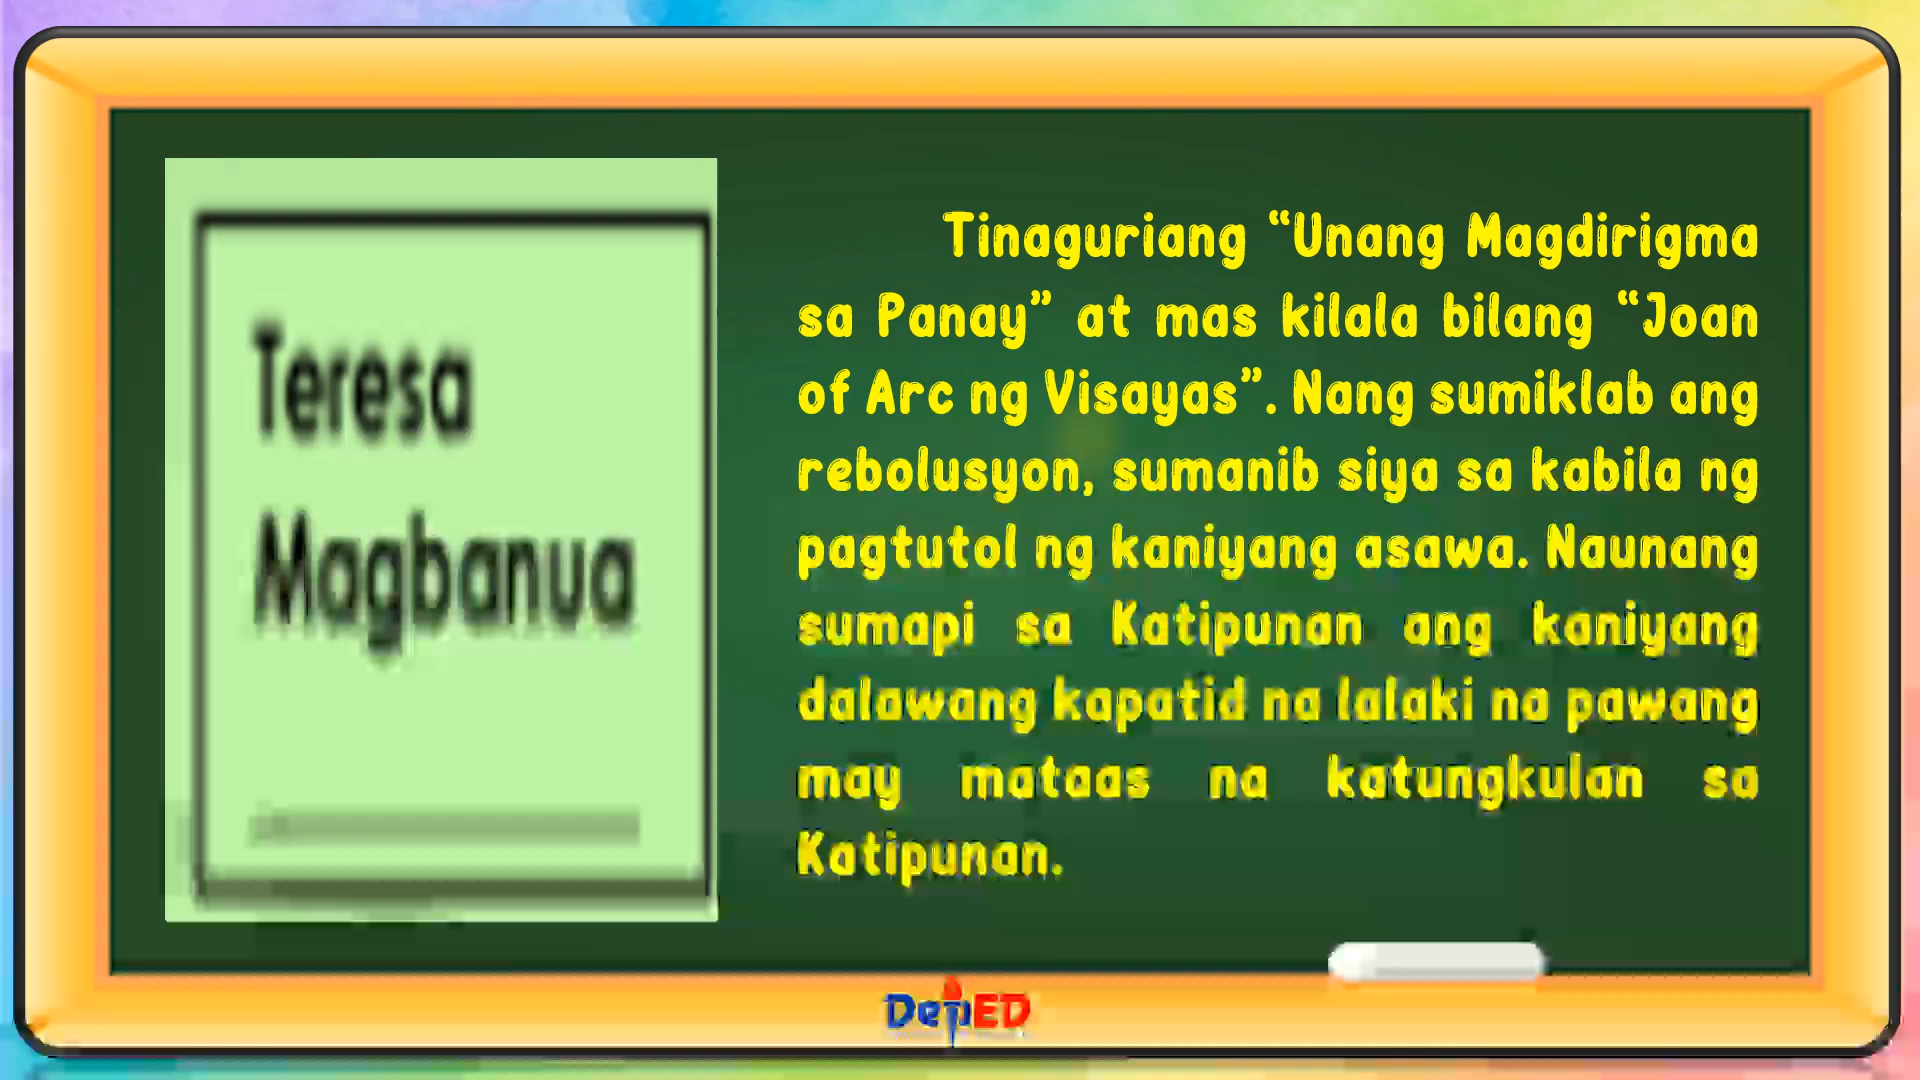 Teresa
Magbanua
Tinaguriang “Unang Magdirigma
sa Panay” at mas kilala bilang “Joan
of Arc ng Visayas”. Nang sumiklab ang
rebolusyon, sumanib siya sa kabila ng
pagtutol ng kaniyang asawa. Naunang
sumapi sa Katipunan ang kaniyang
dalawang kapatid na lalaki na pawang
may mataas na katungkulan sa
Katipunan.
DepED